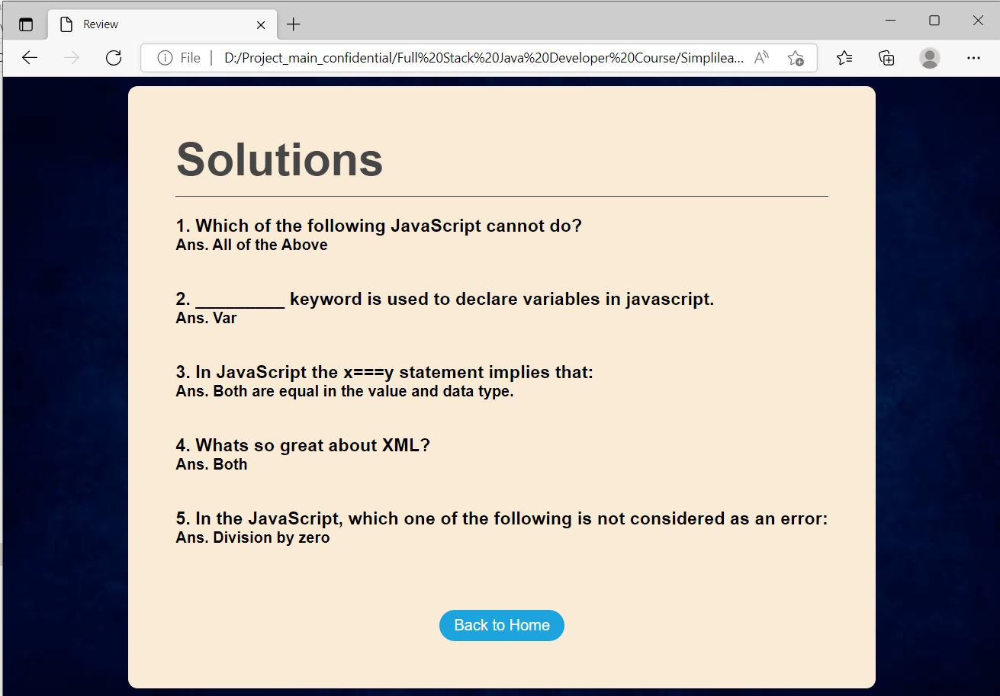 Review
File | D:/Project_main_confidential/Full%20Stack%20Java%20Developer%20Course/Simplilea...
Solutions
1. Which of the following JavaScript cannot do?
Ans. All of the Above
2. _________ keyword is used to declare variables in javascript.
Ans. Var
3. In JavaScript the x===y statement implies that:
Ans. Both are equal in the value and data type.
4. Whats so great about XML?
Ans. Both
5. In the JavaScript, which one of the following is not considered as an error:
Ans. Division by zero
Back to Home